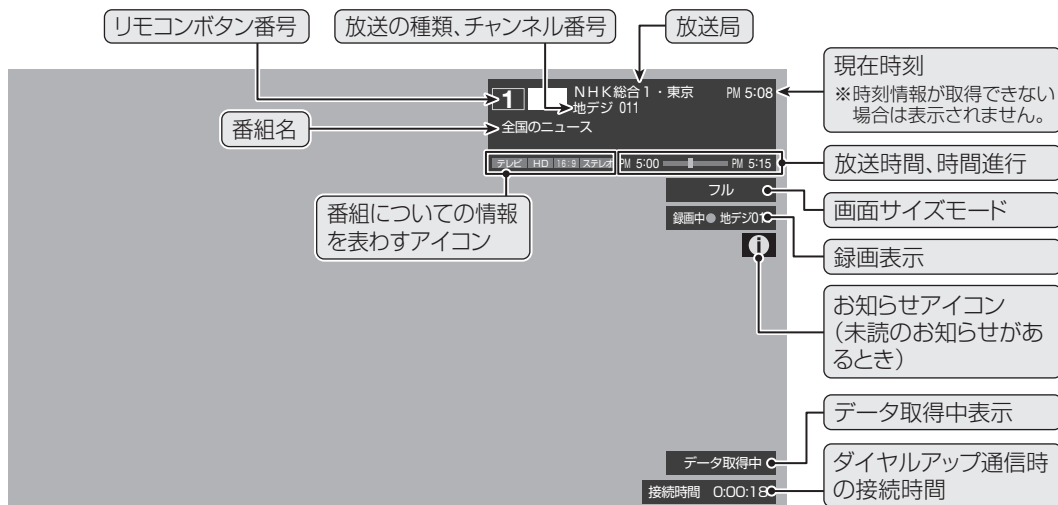 リモコンボタン番号
放送の種類、チャンネル番号
放送局
現在時刻
※時刻情報が取得できない
場合は表示されません。
1
NHK総合1・東京
PM 5:08
地デジ 011
番組名
全国のニュース
テレビ HD 16:9 ステレオ
PM 5:00
PM 5:15
放送時間、時間進行
フル
画面サイズモード
番組についての情報
を表わすアイコン
録画中● 地デジ01
録画表示
i
お知らせアイコン
(未読のお知らせがあ
るとき)
データ取得中
データ取得中表示
接続時間 0:00:18
ダイヤルアップ通信時
の接続時間